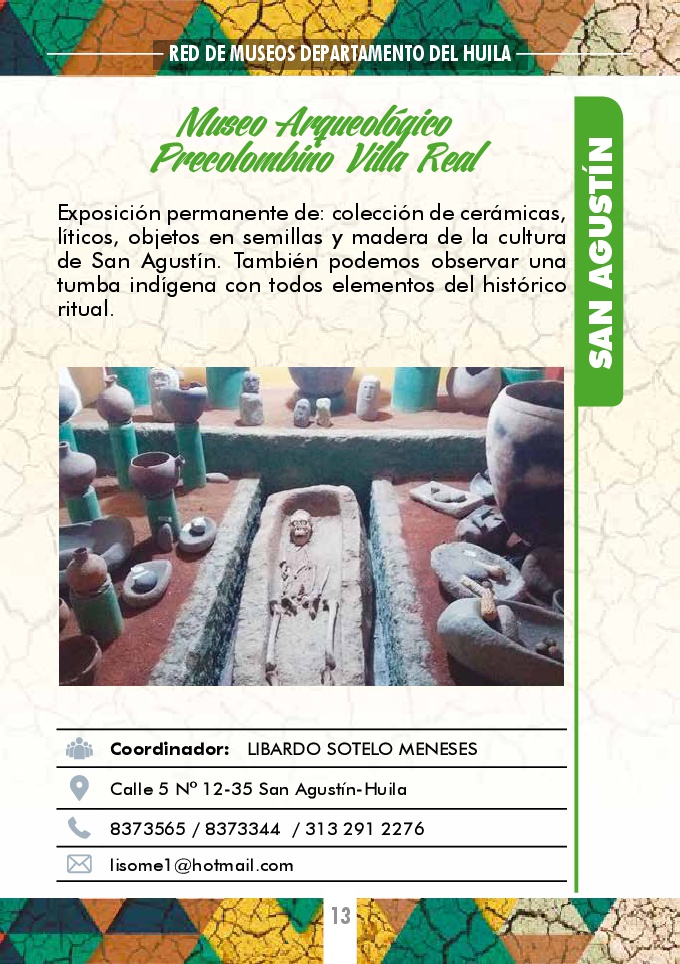 RED DE MUSEOS DEPARTAMENTO DEL HUILA
Museo Arqueológico
Precolombino Villa Real
SAN AGUSTÍN
Exposición permanente de: colección de cerámicas,
líticos, objetos en semillas y madera de la cultura
de San Agustín. También podemos observar una
tumba indígena con todos elementos del histórico
ritual.
Coordinador: LIBARDO SOTELO MENESES
Calle 5 Nº 12-35 San Agustín-Huila
8373565 / 8373344 / 313 291 2276
lisome1@hotmail.com
13